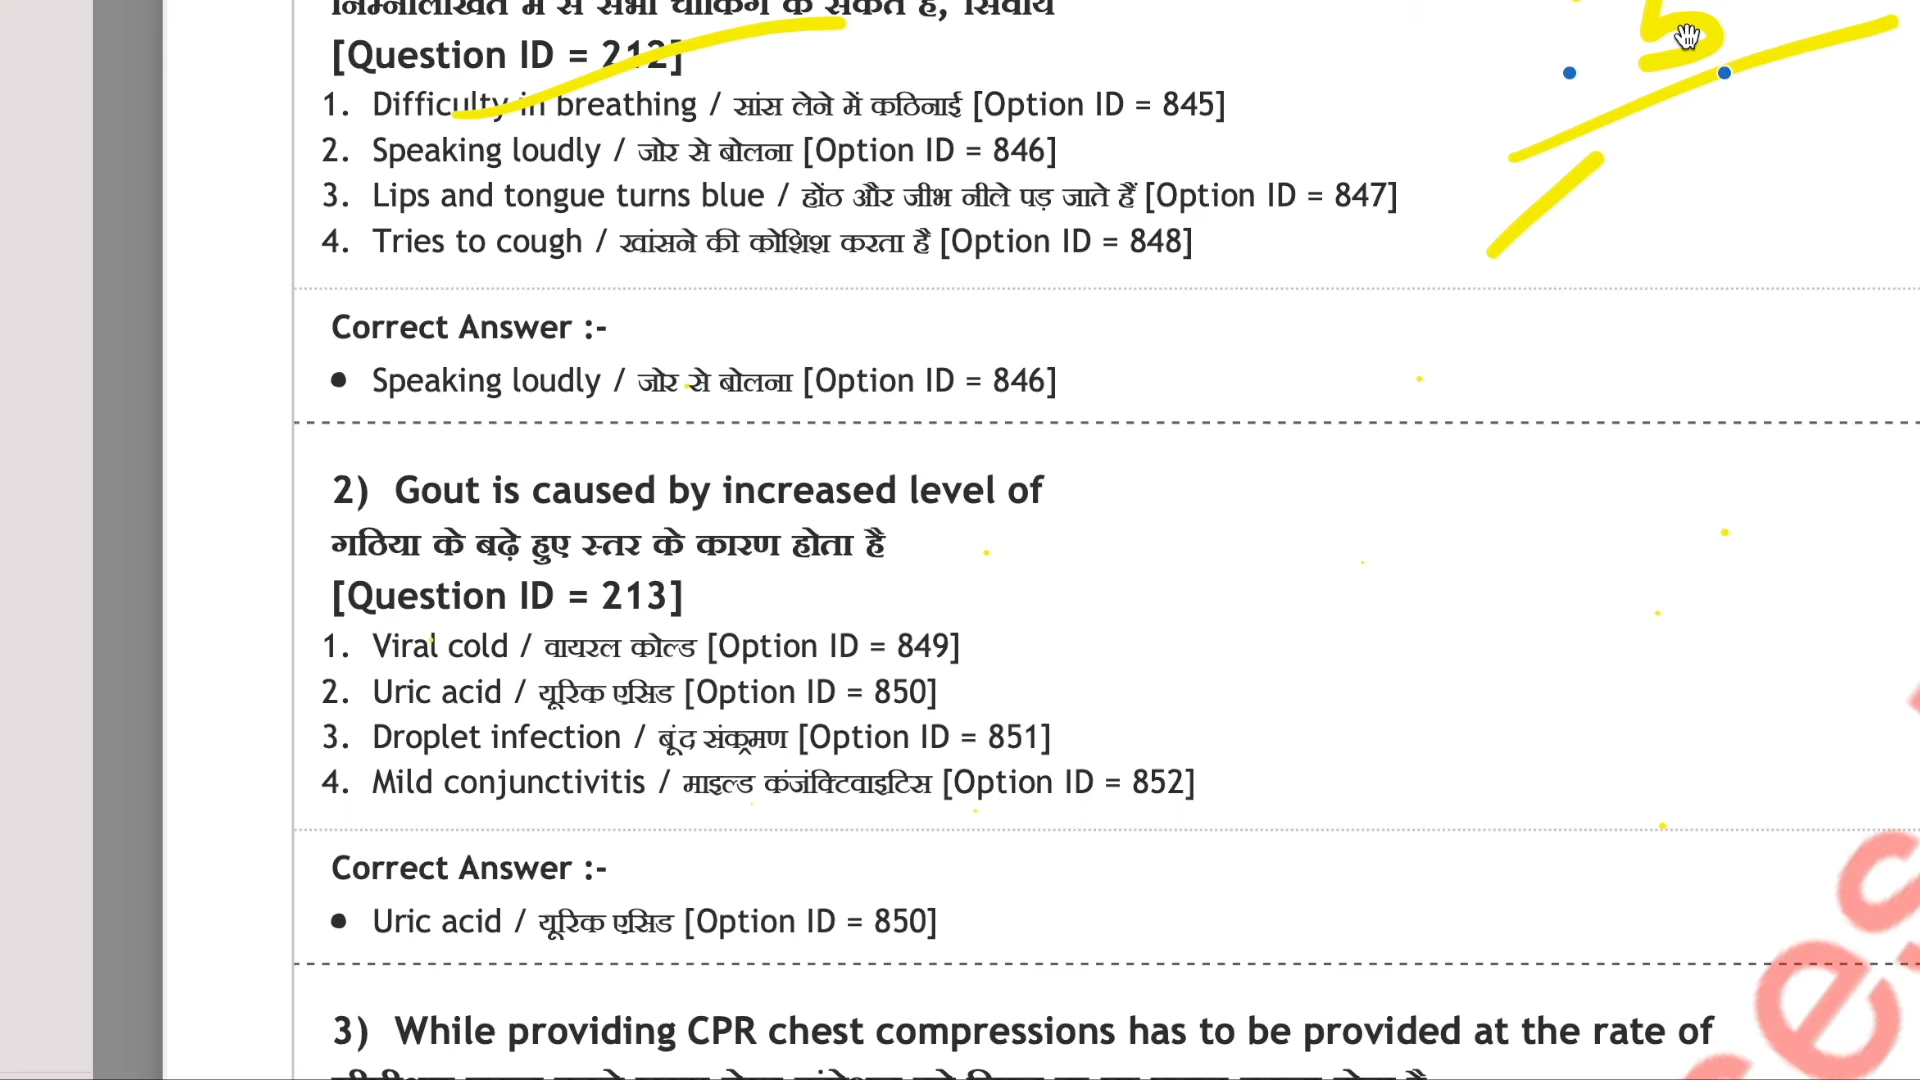 निम्नलिखित में से सभी चोकिंग के संकेत हैं, सिवाय
[Question ID = 212]
1. Difficulty in breathing / सांस लेने में कठिनाई [Option ID = 845]
2. Speaking loudly / जोर से बोलना [Option ID = 846]
3. Lips and tongue turns blue / होंठ और जीभ नीले पड़ जाते हैं [Option ID = 847]
4. Tries to cough / खांसने की कोशिश करता है [Option ID = 848]
Correct Answer :-
● Speaking loudly / जोर से बोलना [Option ID = 846]
2) Gout is caused by increased level of
गठिया के बढ़े हुए स्तर के कारण होता है
[Question ID = 213]
1. Viral cold / वायरल कोल्ड [Option ID = 849]
2. Uric acid / यूरिक एसिड [Option ID = 850]
3. Droplet infection / बूंद संक्रमण [Option ID = 851]
4. Mild conjunctivitis / माइल्ड कंजंक्टिवाइटिस [Option ID = 852]
Correct Answer :-
● Uric acid / यूरिक एसिड [Option ID = 850]
3) While providing CPR chest compressions has to be provided at the rate of